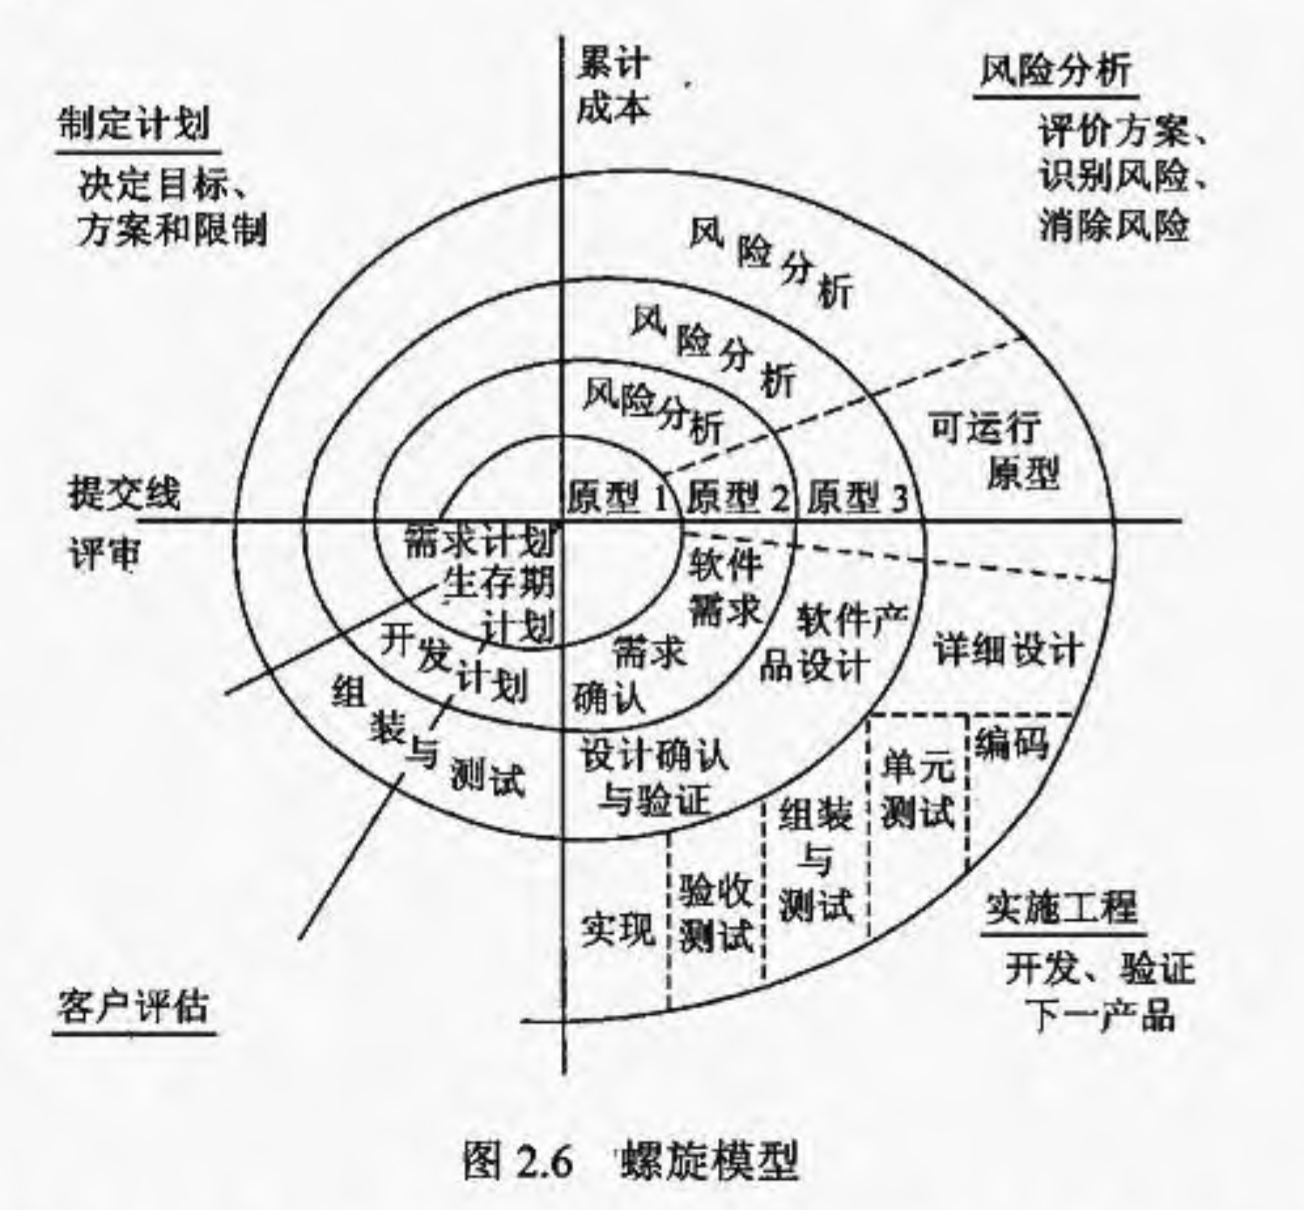 累计
成本
制定计划
决定目标、
方案和限制
风险分析
评价方案、
识别风险、
消除风险
风险分析
风险分析
风险分析
可运行
原型
提交线
评审
原型1
原型2
原型3
需求计划
生存期
计划
开发计划
组装与测试
软件
需求
需求
确认
软件产
品设计
详细设计
设计确认
与验证
编码
单元
测试
组装
与
测试
验收
测试
实现
实施工程
开发、验证
下一产品
客户评估
图 2.6 螺旋模型